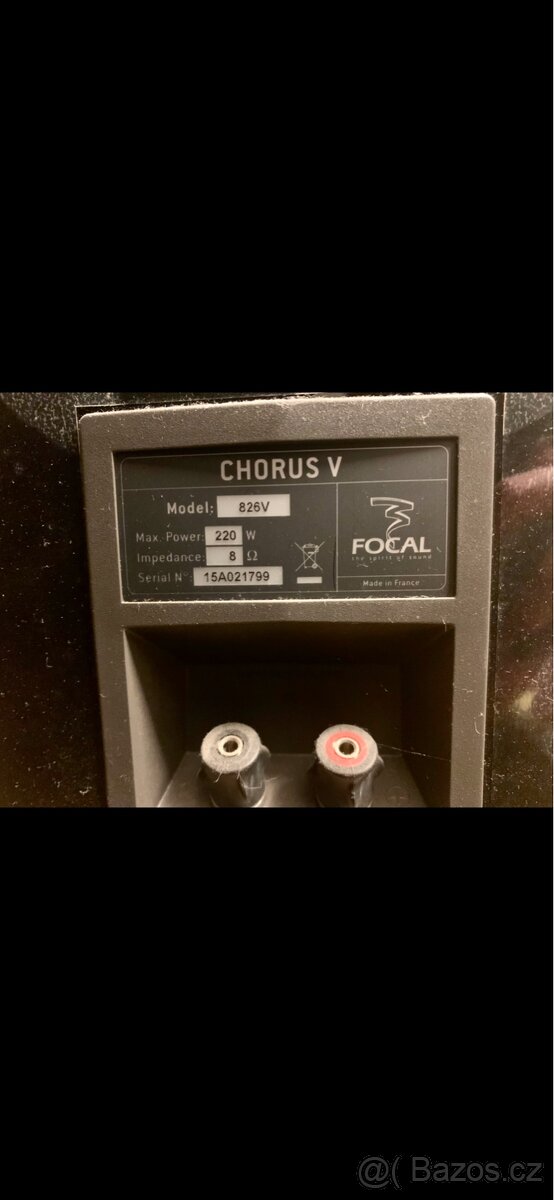 CHORUS V
Model: 826V
Max. Power: 220 W
Impedance: 8 Ω
Serial N°: 15A021799
FOCAL
the spirit of sound
Made in France
@( Bazos.cz